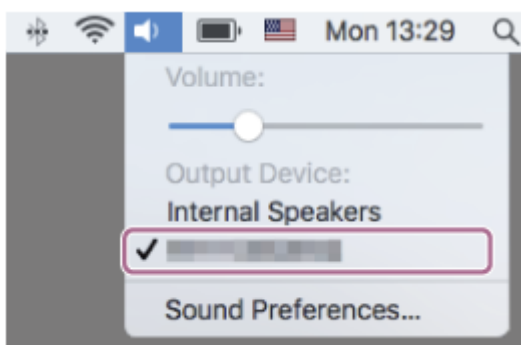 Mon 13:29
Volume:
Output Device:
Internal Speakers
Sound Preferences...